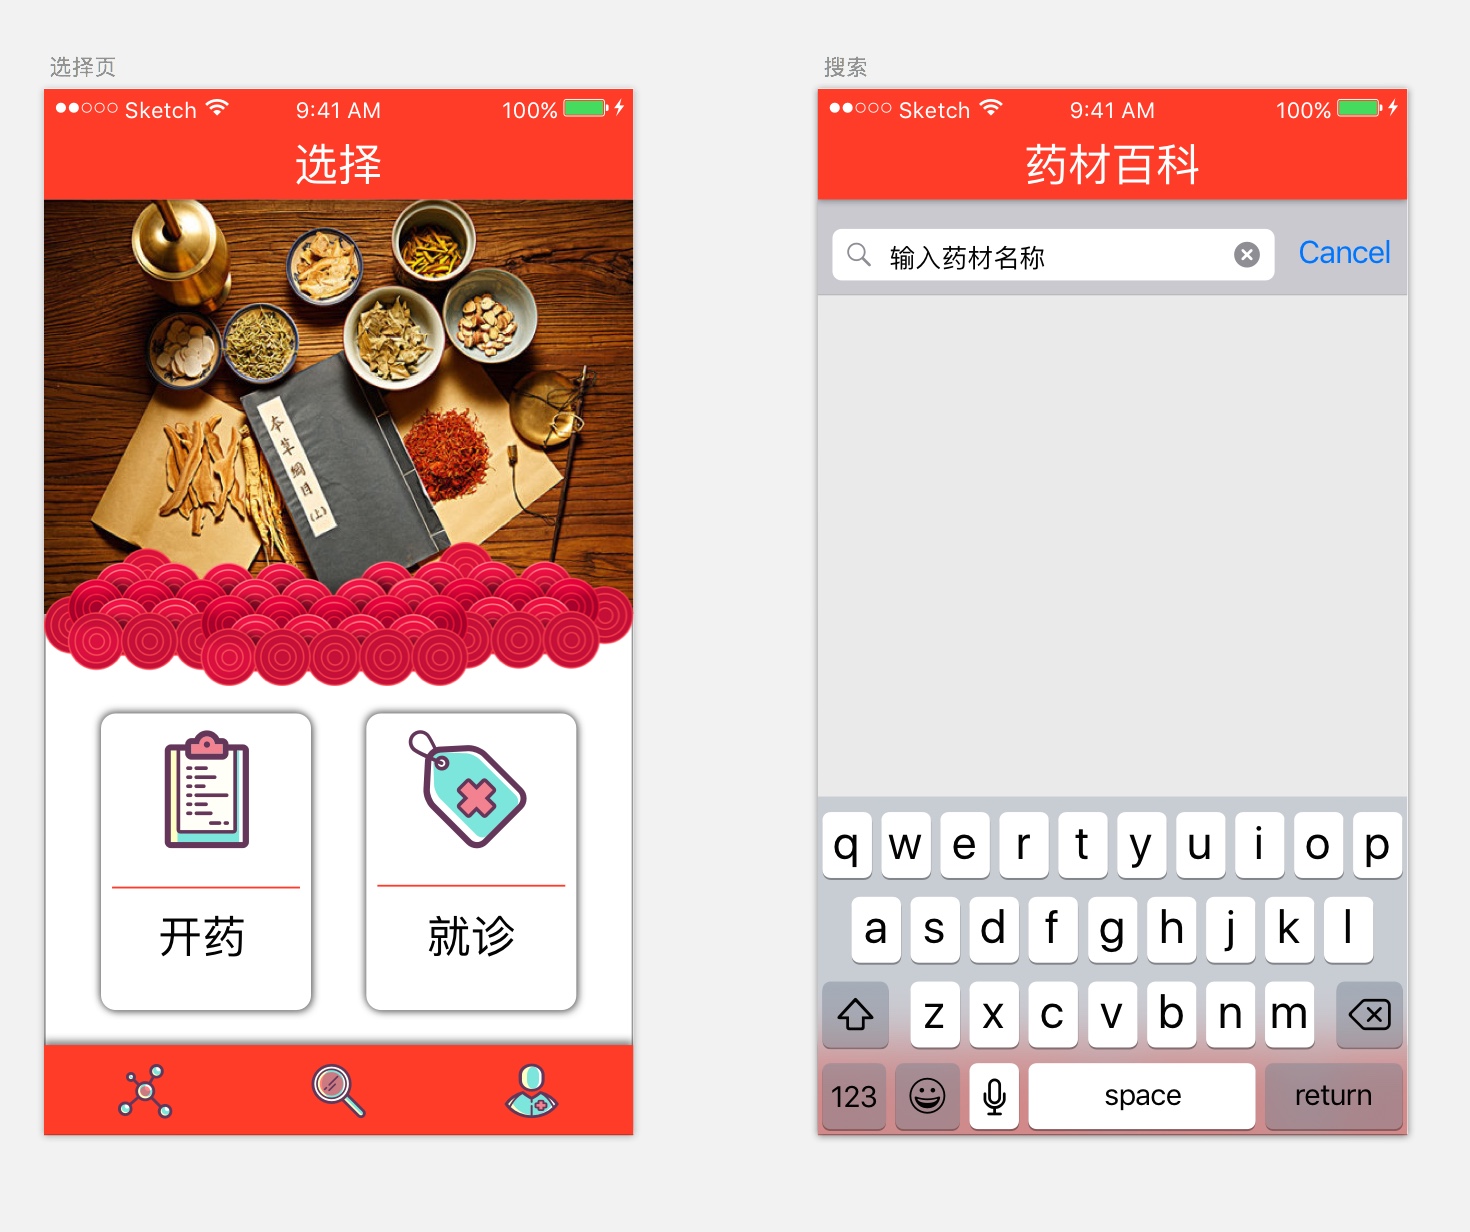 选择页
Sketch 9:41 AM 100%
选择
本草綱目(上)
开药
就诊
搜索
Sketch 9:41 AM 100%
药材百科
输入药材名称 Cancel
q w e r t y u i o p
a s d f g h j k l
z x c v b n m
123 space return